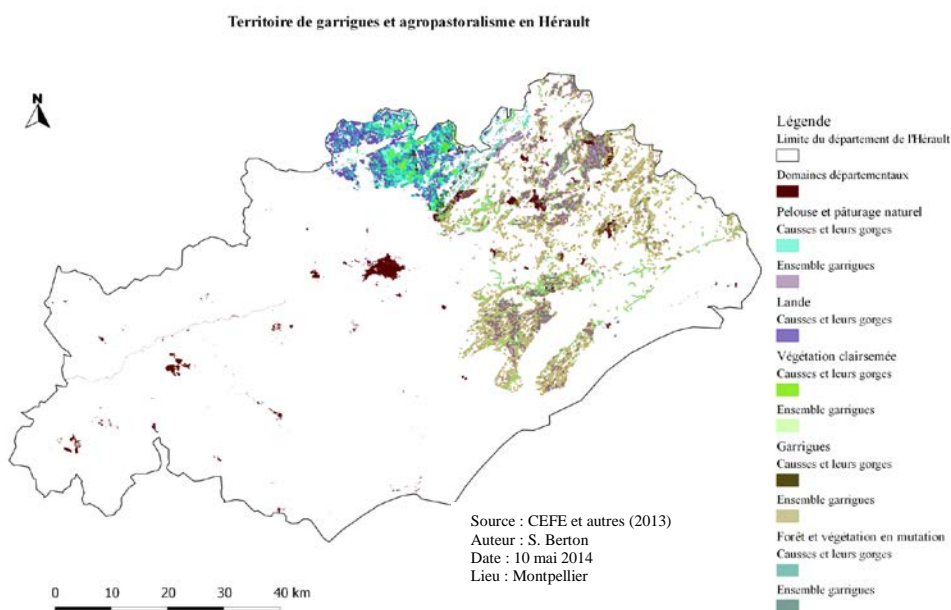 Territoire de garrigues et agropastoralisme en Hérault
N
Légende
Limite du département de l'Hérault
Domaines départementaux
Pelouse et pâturage naturel
Causses et leurs gorges
Ensemble garrigues
Lande
Causses et leurs gorges
Végétation clairsemée
Causses et leurs gorges
Ensemble garrigues
Garrigues
Causses et leurs gorges
Ensemble garrigues
Forêt et végétation en mutation
Causses et leurs gorges
Ensemble garrigues
Source : CEFE et autres (2013)
Auteur : S. Berton
Date : 10 mai 2014
Lieu : Montpellier
0 10 20 30 40 km